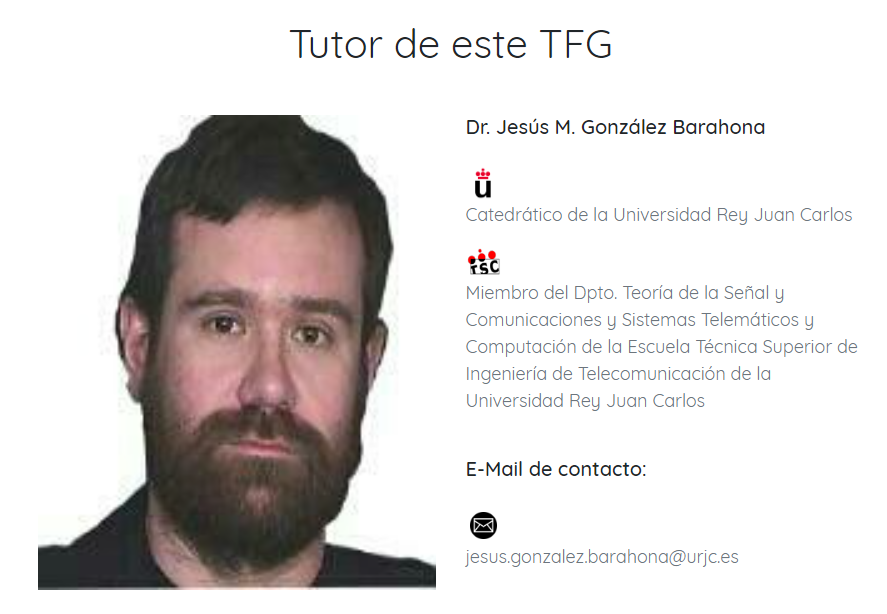 Tutor de este TFG
Dr. Jesús M. González Barahona
ü
Catedrático de la Universidad Rey Juan Carlos
TSC
Miembro del Dpto. Teoría de la Señal y
Comunicaciones y Sistemas Telemáticos y
Computación de la Escuela Técnica Superior de
Ingeniería de Telecomunicación de la
Universidad Rey Juan Carlos
E-Mail de contacto:
jesus.gonzalez.barahona@urjc.es